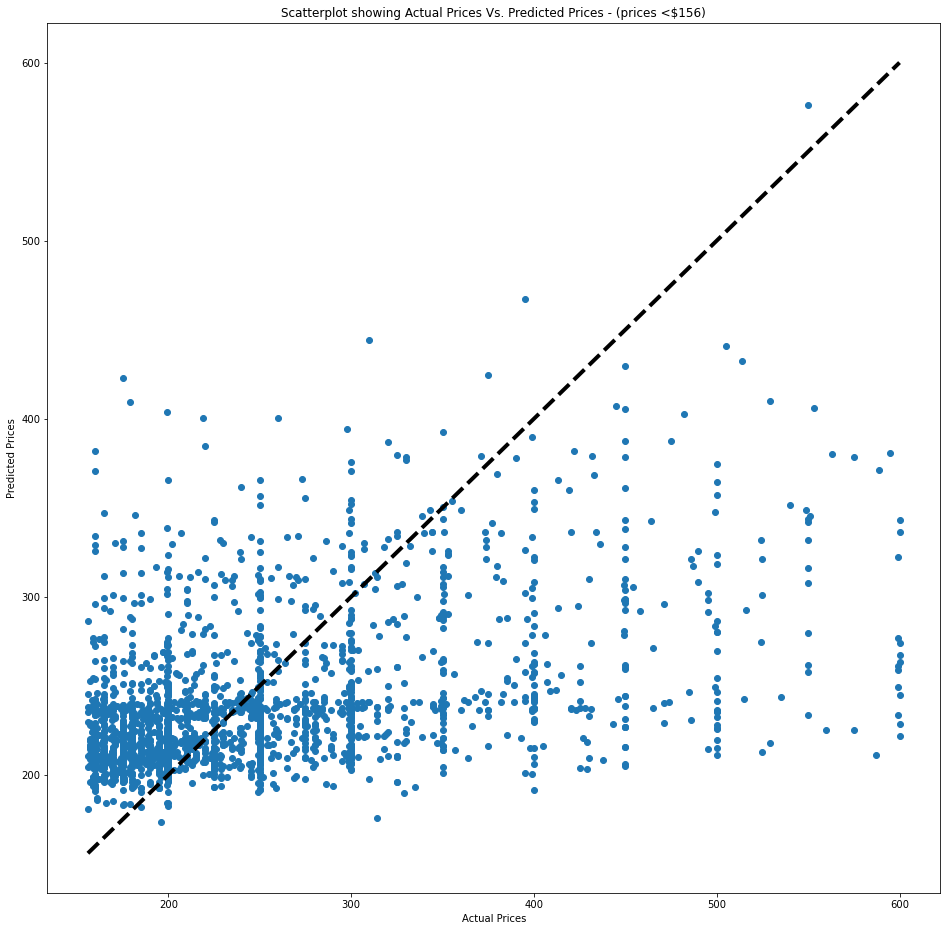 Scatterplot showing Actual Prices Vs. Predicted Prices - (prices <$156)
600
500
400
300
200
Predicted Prices
200 300 400 500 600
Actual Prices